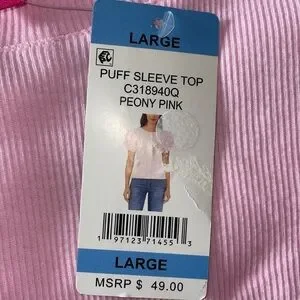 LARGE
PUFF SLEEVE TOP
C318940Q
PEONY PINK
1 97123 71455 3
LARGE
MSRP $ 49.00